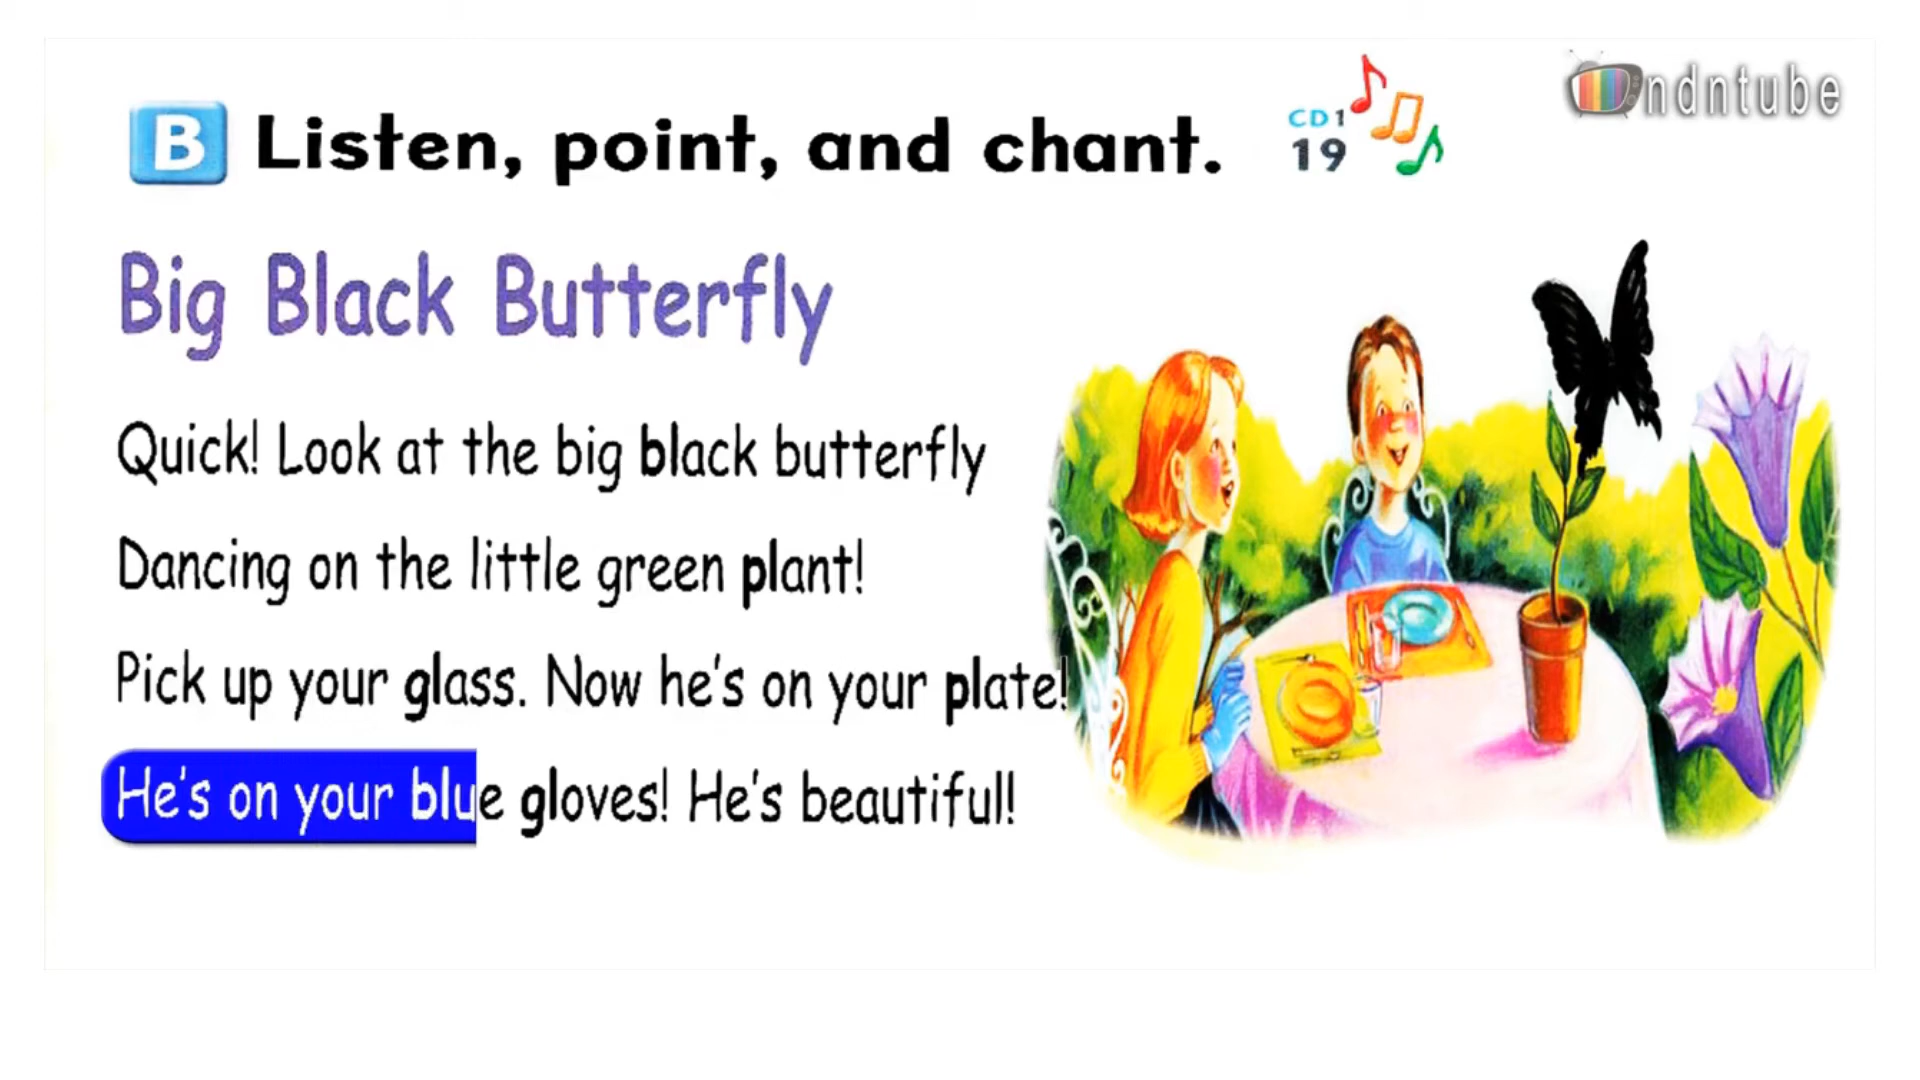 B Listen, point, and chant. CD 1 19
ndntube
Big Black Butterfly
Quick! Look at the big black butterfly
Dancing on the little green plant!
Pick up your glass. Now he's on your plate!
He's on your blue gloves! He's beautiful!